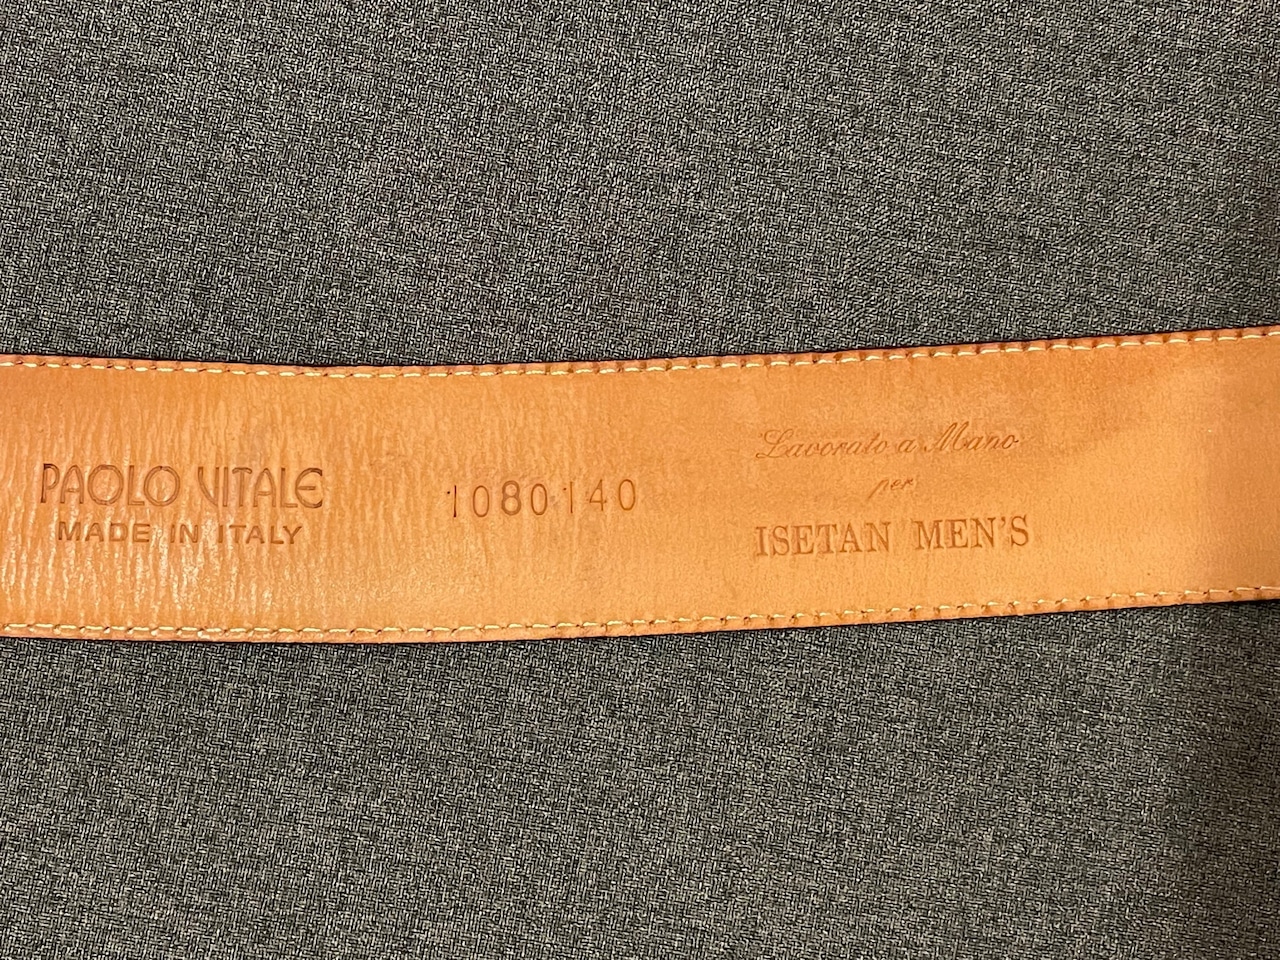 PAOLO VITALE
MADE IN ITALY
1080140
Lavorato a Mano
per
ISETAN MEN'S